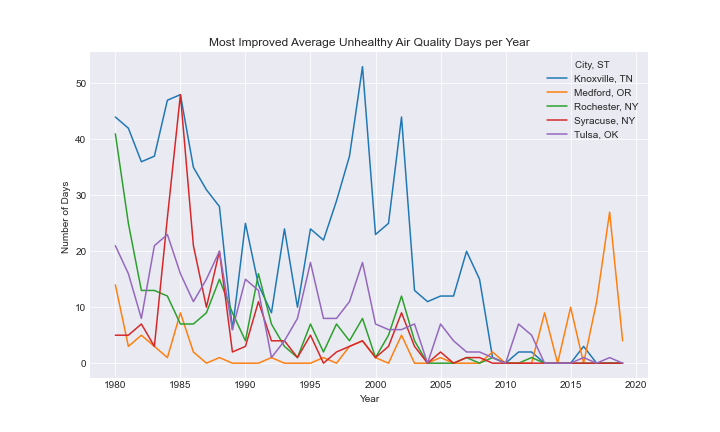 Most Improved Average Unhealthy Air Quality Days per Year
City, ST
Knoxville, TN
Medford, OR
Rochester, NY
Syracuse, NY
Tulsa, OK
Number of Days
50
40
30
20
10
0
1980 1985 1990 1995 2000 2005 2010 2015 2020
Year